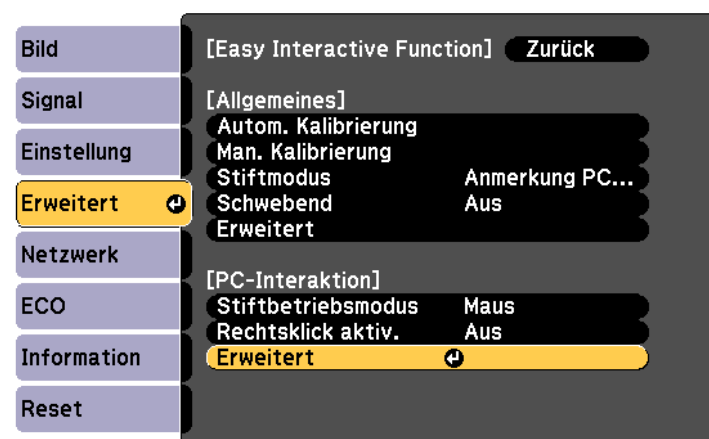 Bild
Signal
Einstellung
Erweitert
Netzwerk
ECO
Information
Reset
[Easy Interactive Function] Zurück
[Allgemeines]
Autom. Kalibrierung
Man. Kalibrierung
Stiftmodus Anmerkung PC...
Schwebend Aus
Erweitert
[PC-Interaktion]
Stiftbetriebsmodus Maus
Rechtsklick aktiv. Aus
Erweitert